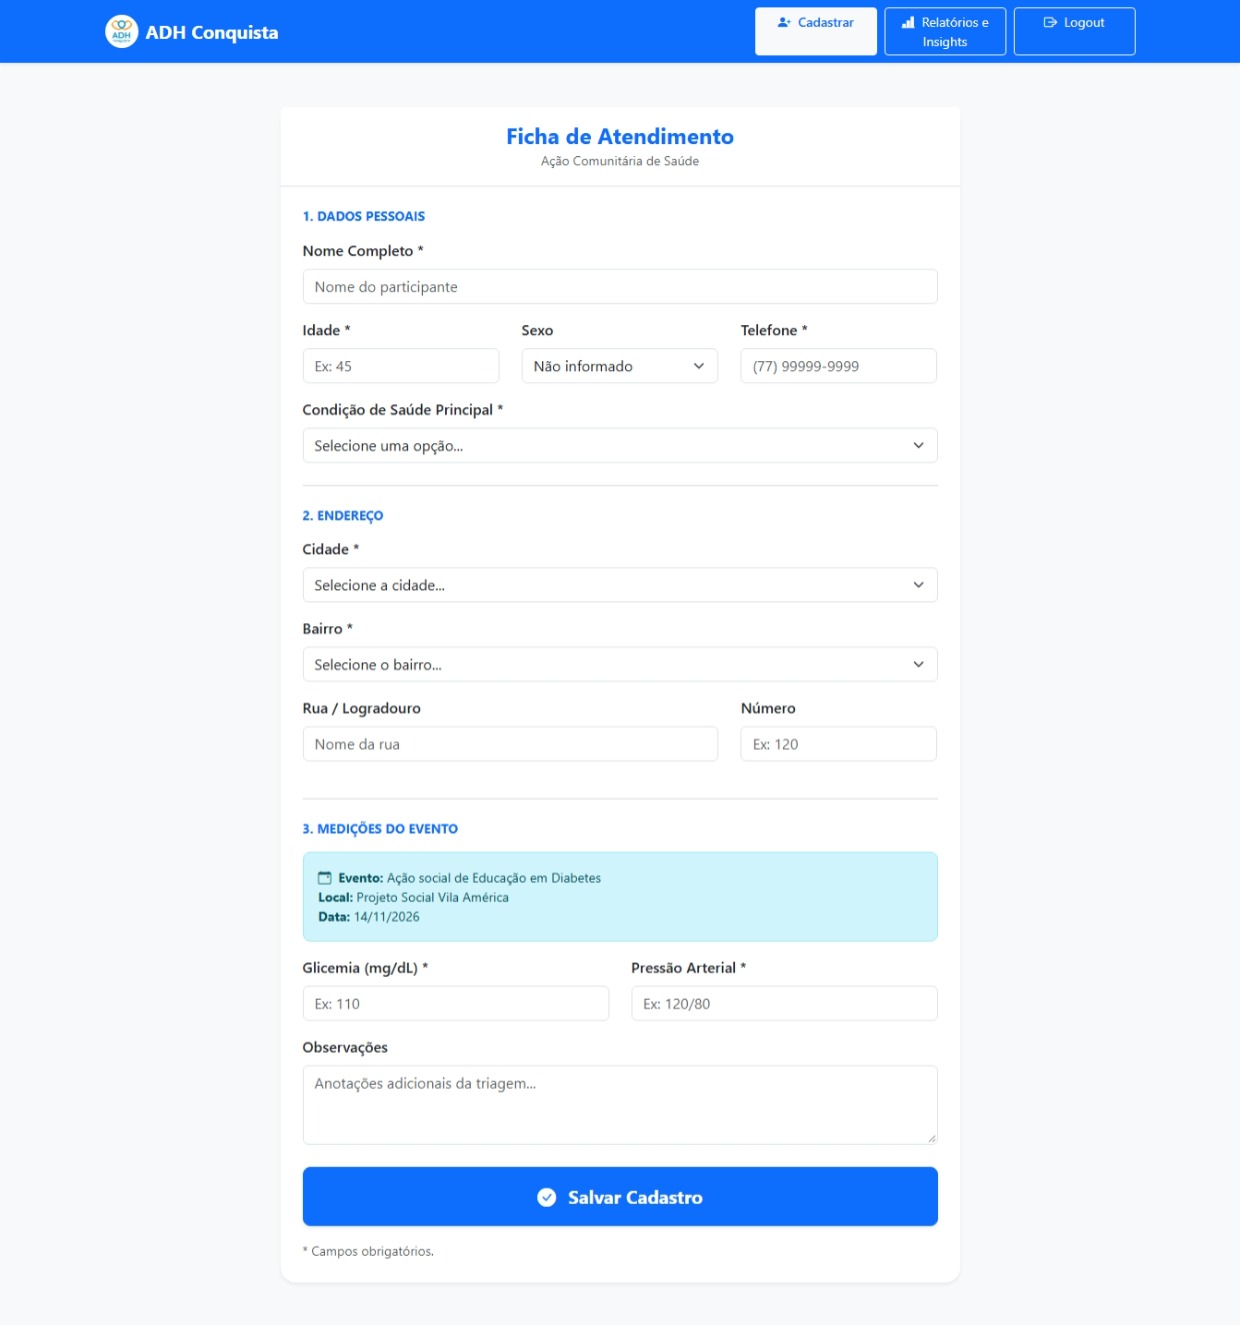 ADH
ADH Conquista
Cadastrar
Relatórios e
Insights
Logout
Ficha de Atendimento
Ação Comunitária de Saúde
1. DADOS PESSOAIS
Nome Completo *
Nome do participante
Idade *
Sexo
Telefone *
Ex: 45
Não informado
(77) 99999-9999
Condição de Saúde Principal *
Selecione uma opção...
2. ENDEREÇO
Cidade *
Selecione a cidade...
Bairro *
Selecione o bairro...
Rua / Logradouro
Número
Nome da rua
Ex: 120
3. MEDIÇÕES DO EVENTO
Evento: Ação social de Educação em Diabetes
Local: Projeto Social Vila América
Data: 14/11/2026
Glicemia (mg/dL) *
Pressão Arterial *
Ex: 110
Ex: 120/80
Observações
Anotações adicionais da triagem...
Salvar Cadastro
* Campos obrigatórios.